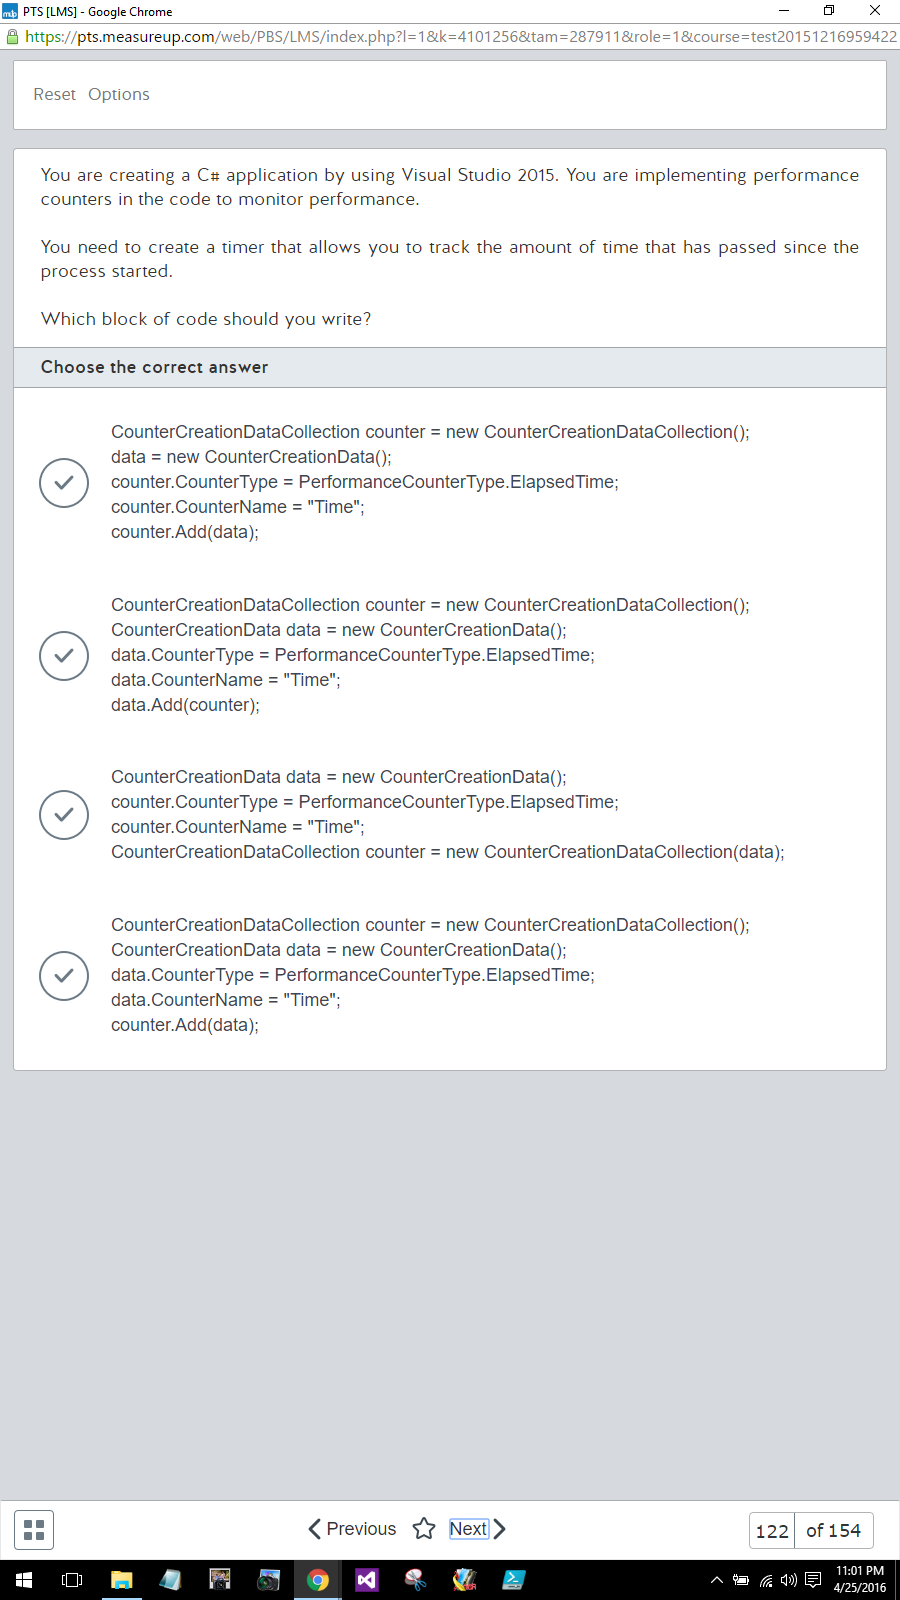 PTS [LMS] - Google Chrome
https://pts.measureup.com/web/PBS/LMS/index.php?l=1&k=4101256&tam=287911&role=1&course=test20151216959422
Reset Options
You are creating a C# application by using Visual Studio 2015. You are implementing performance
counters in the code to monitor performance.
You need to create a timer that allows you to track the amount of time that has passed since the
process started.
Which block of code should you write?
Choose the correct answer
CounterCreationDataCollection counter = new CounterCreationDataCollection();
data = new CounterCreationData();
counter.CounterType = PerformanceCounterType.ElapsedTime;
counter.CounterName = "Time";
counter.Add(data);
CounterCreationDataCollection counter = new CounterCreationDataCollection();
CounterCreationData data = new CounterCreationData();
data.CounterType = PerformanceCounterType.ElapsedTime;
data.CounterName = "Time";
data.Add(counter);
CounterCreationData data = new CounterCreationData();
counter.CounterType = PerformanceCounterType.ElapsedTime;
counter.CounterName = "Time";
CounterCreationDataCollection counter = new CounterCreationDataCollection(data);
CounterCreationDataCollection counter = new CounterCreationDataCollection();
CounterCreationData data = new CounterCreationData();
data.CounterType = PerformanceCounterType.ElapsedTime;
data.CounterName = "Time";
counter.Add(data);
Previous Next 122 of 154
11:01 PM
4/25/2016